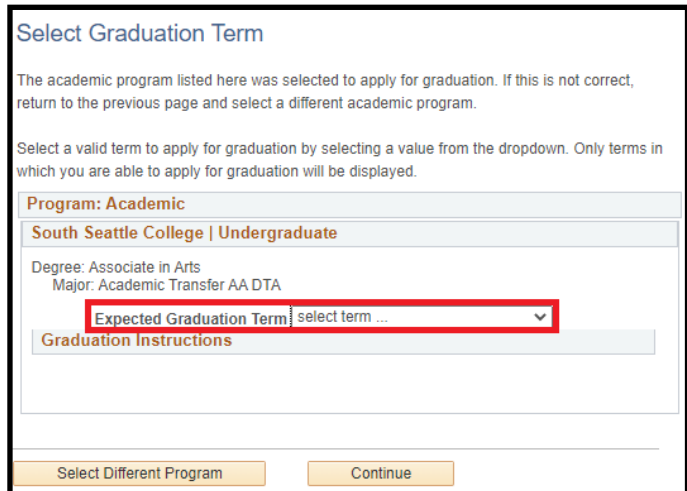 Select Graduation Term
The academic program listed here was selected to apply for graduation. If this is not correct,
return to the previous page and select a different academic program.
Select a valid term to apply for graduation by selecting a value from the dropdown. Only terms in
which you are able to apply for graduation will be displayed.
Program: Academic
South Seattle College | Undergraduate
Degree: Associate in Arts
Major: Academic Transfer AA DTA
Expected Graduation Term select term ...
Graduation Instructions
Select Different Program Continue